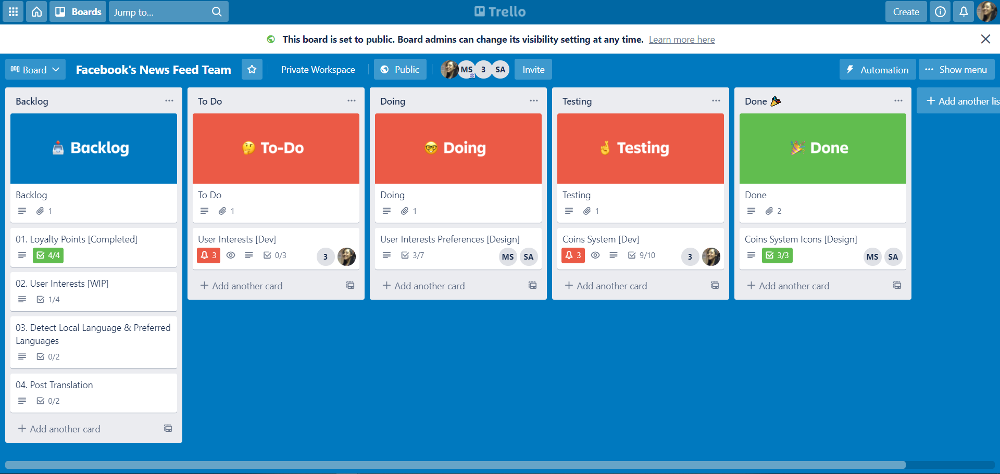 Boards
Jump to...
Trello
Create
This board is set to public. Board admins can change its visibility setting at any time. Learn more here
Board
Facebook's News Feed Team
Private Workspace
Public
MS
3
SA
Invite
Automation
Show menu
Backlog
Backlog
Backlog
1
01. Loyalty Points [Completed]
4/4
02. User Interests [WIP]
1/4
03. Detect Local Language & Preferred
Languages
0/2
04. Post Translation
0/2
Add another card
To Do
To-Do
To Do
1
User Interests [Dev]
3
0/3
3
Add another card
Doing
Doing
Doing
1
User Interests Preferences [Design]
3/7
MS
SA
Add another card
Testing
Testing
Testing
1
Coins System [Dev]
3
9/10
3
Add another card
Done
Done
Done
2
Coins System Icons [Design]
3/3
MS
SA
Add another card
Add another lis